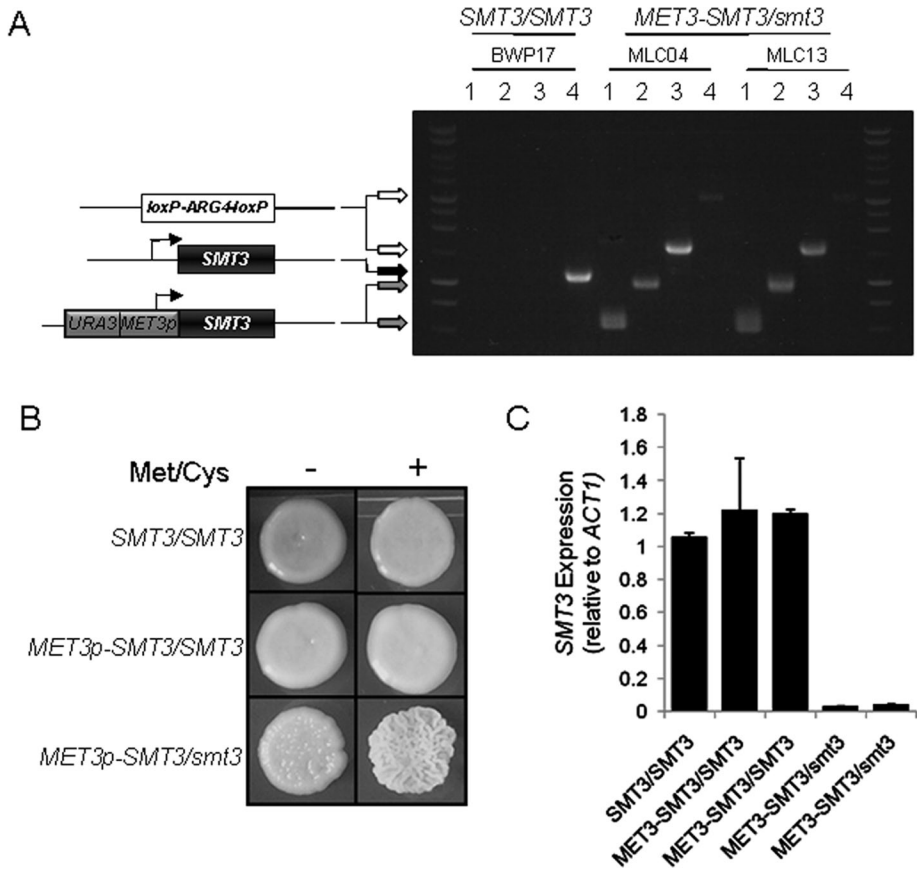 A
SMT3/SMT3 MET3-SMT3/smt3
BWP17 MLC04 MLC13
1 2 3 4 1 2 3 4 1 2 3 4
loxP-ARG4-loxP
SMT3
URA3 MET3p SMT3
B
Met/Cys - +
SMT3/SMT3
MET3p-SMT3/SMT3
MET3p-SMT3/smt3
C
SMT3 Expression
(relative to ACT1)
1.8
1.6
1.4
1.2
1
0.8
0.6
0.4
0.2
0
SMT3/SMT3
MET3-SMT3/SMT3
MET3-SMT3/SMT3
MET3-SMT3/smt3
MET3-SMT3/smt3